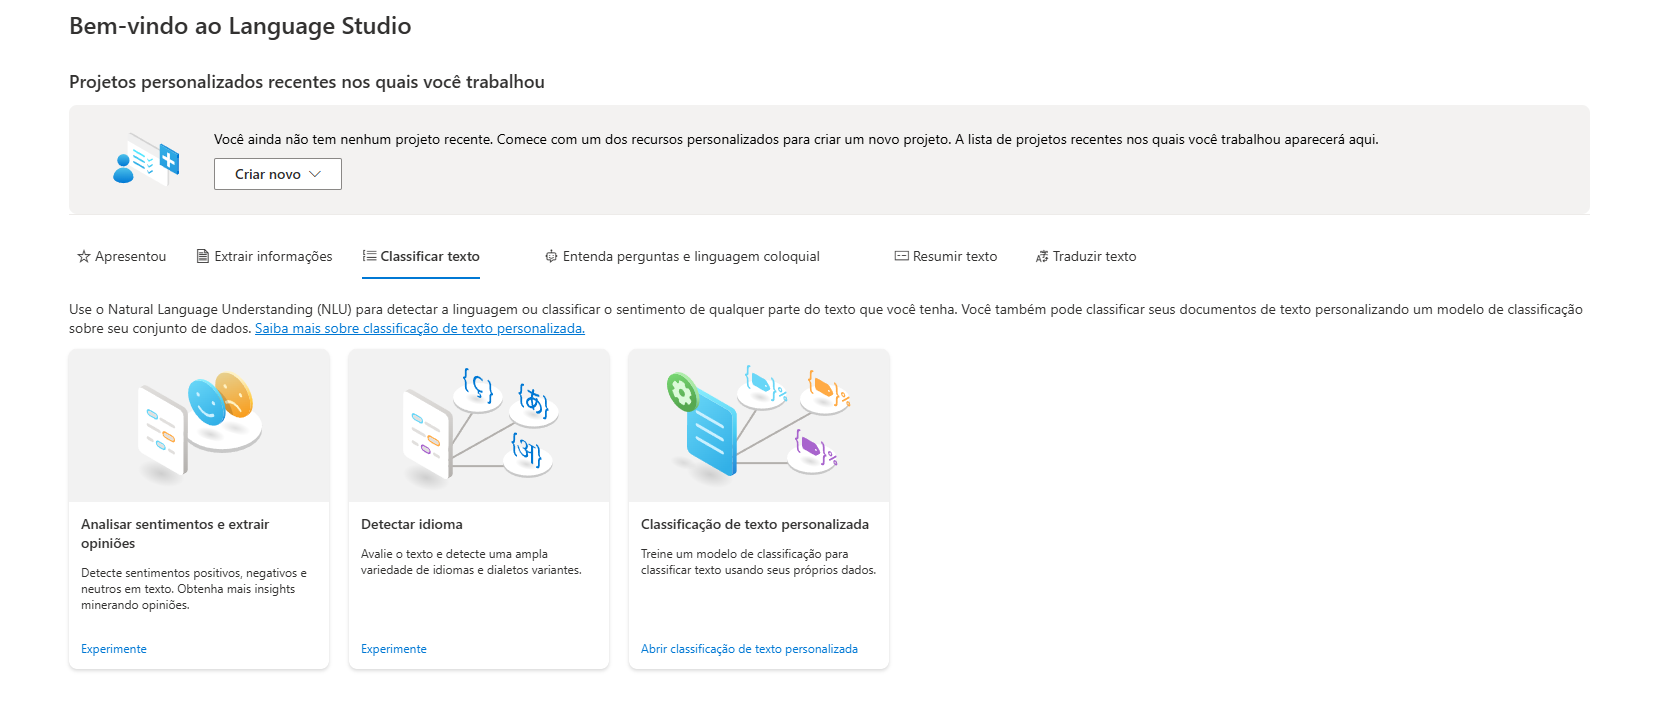 Bem-vindo ao Language Studio
Projetos personalizados recentes nos quais você trabalhou
Você ainda não tem nenhum projeto recente. Comece com um dos recursos personalizados para criar um novo projeto. A lista de projetos recentes nos quais você trabalhou aparecerá aqui.
Criar novo
Apresentou
Extrair informações
Classificar texto
Entenda perguntas e linguagem coloquial
Resumir texto
Traduzir texto
Use o Natural Language Understanding (NLU) para detectar a linguagem ou classificar o sentimento de qualquer parte do texto que você tenha. Você também pode classificar seus documentos de texto personalizando um modelo de classificação
sobre seu conjunto de dados. Saiba mais sobre classificação de texto personalizada.
{ç}
{あ}
{अ}
%
%
%
Analisar sentimentos e extrair
opiniões
Detecte sentimentos positivos, negativos e
neutros em texto. Obtenha mais insights
minerando opiniões.
Experimente
Detectar idioma
Avalie o texto e detecte uma ampla
variedade de idiomas e dialetos variantes.
Experimente
Classificação de texto personalizada
Treine um modelo de classificação para
classificar texto usando seus próprios dados.
Abrir classificação de texto personalizada